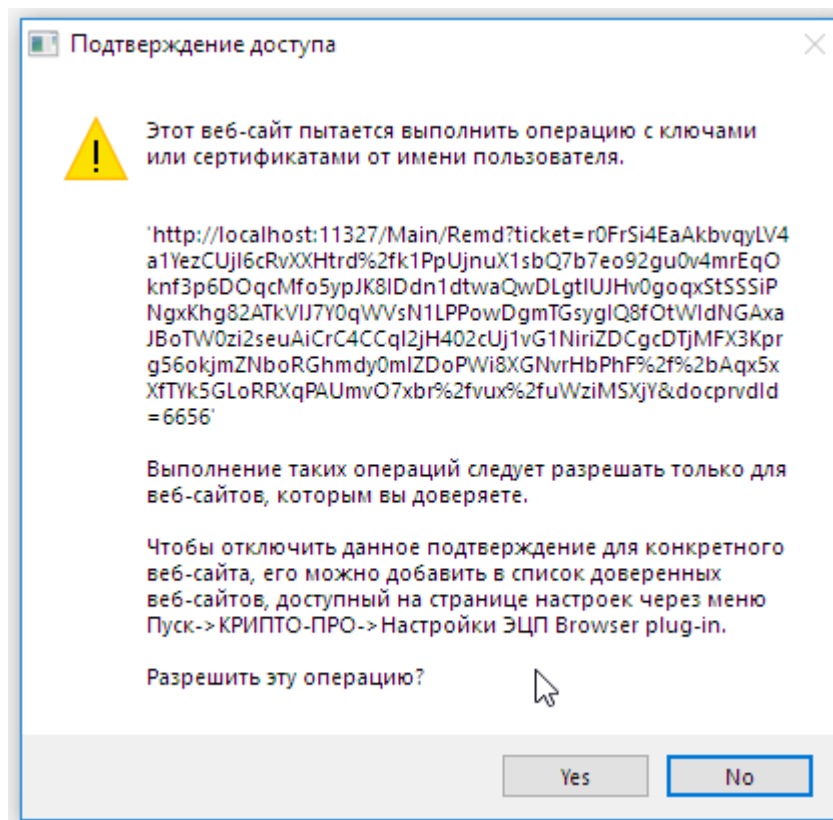 Подтверждение доступа
Этот веб-сайт пытается выполнить операцию с ключами
или сертификатами от имени пользователя.
'http://localhost:11327/Main/Remd?ticket=r0FrSi4EaAkbvqyLV4
a1YezCUjI6cRvXXHtrd%2fk1PpUjnuX1sbQ7b7eo92gu0v4mrEqO
knf3p6DOqcMfo5ypJK8IDdn1dtwaQwDLgtIUJHv0goqxStSSSiP
NgxKhg82ATkVIJ7Y0qWVsN1LPPowDgmTGsygIQ8fOtWIdNGAxa
JBoTW0zi2seuAiCrC4CCqI2jH402cUj1vG1NiriZDCgcDTjMFX3Kpr
g56okjmZNboRGhmdy0mIZDoPWi8XGNvrHbPhF%2f%2bAqx5x
XfTYk5GLoRRXqPAUmvO7xbr%2fvux%2fuWziMSXjY&docprvdId
=6656'
Выполнение таких операций следует разрешать только для
веб-сайтов, которым вы доверяете.
Чтобы отключить данное подтверждение для конкретного
веб-сайта, его можно добавить в список доверенных
веб-сайтов, доступный на странице настроек через меню
Пуск->КРИПТО-ПРО->Настройки ЭЦП Browser plug-in.
Разрешить эту операцию?
Yes
No